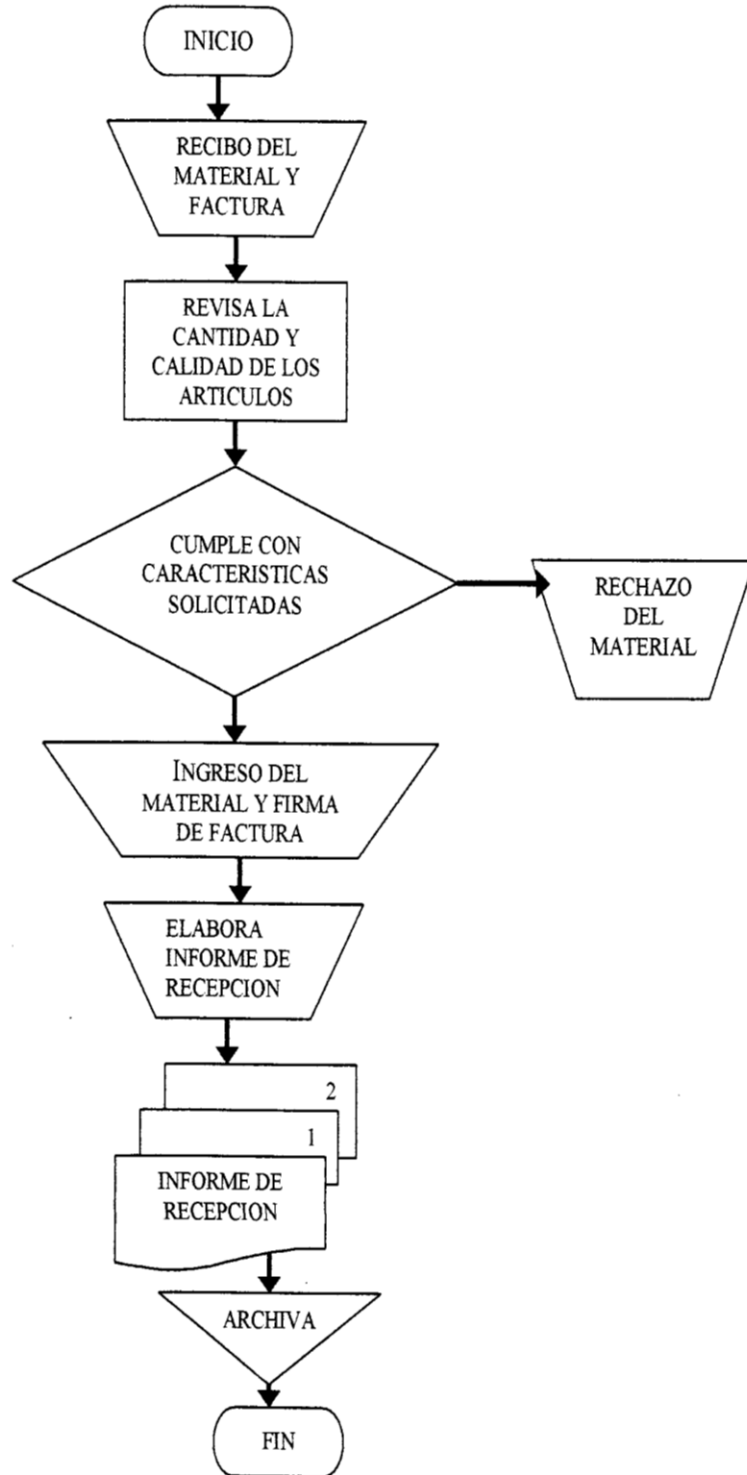 INICIO
RECIBO DEL
MATERIAL Y
FACTURA
REVISA LA
CANTIDAD Y
CALIDAD DE LOS
ARTICULOS
CUMPLE CON
CARACTERISTICAS
SOLICITADAS
RECHAZO
DEL
MATERIAL
INGRESO DEL
MATERIAL Y FIRMA
DE FACTURA
ELABORA
INFORME DE
RECEPCION
2
1
INFORME DE
RECEPCION
ARCHIVA
FIN